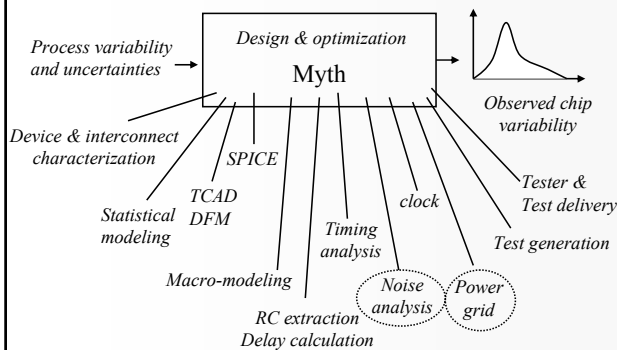 Process variability
and uncertainties
Design & optimization
Myth
Observed chip
variability
Device & interconnect
characterization
SPICE
Tester &
Test delivery
TCAD
DFM
clock
Statistical
modeling
Timing
analysis
Test generation
Macro-modeling
Noise
analysis
Power
grid
RC extraction
Delay calculation